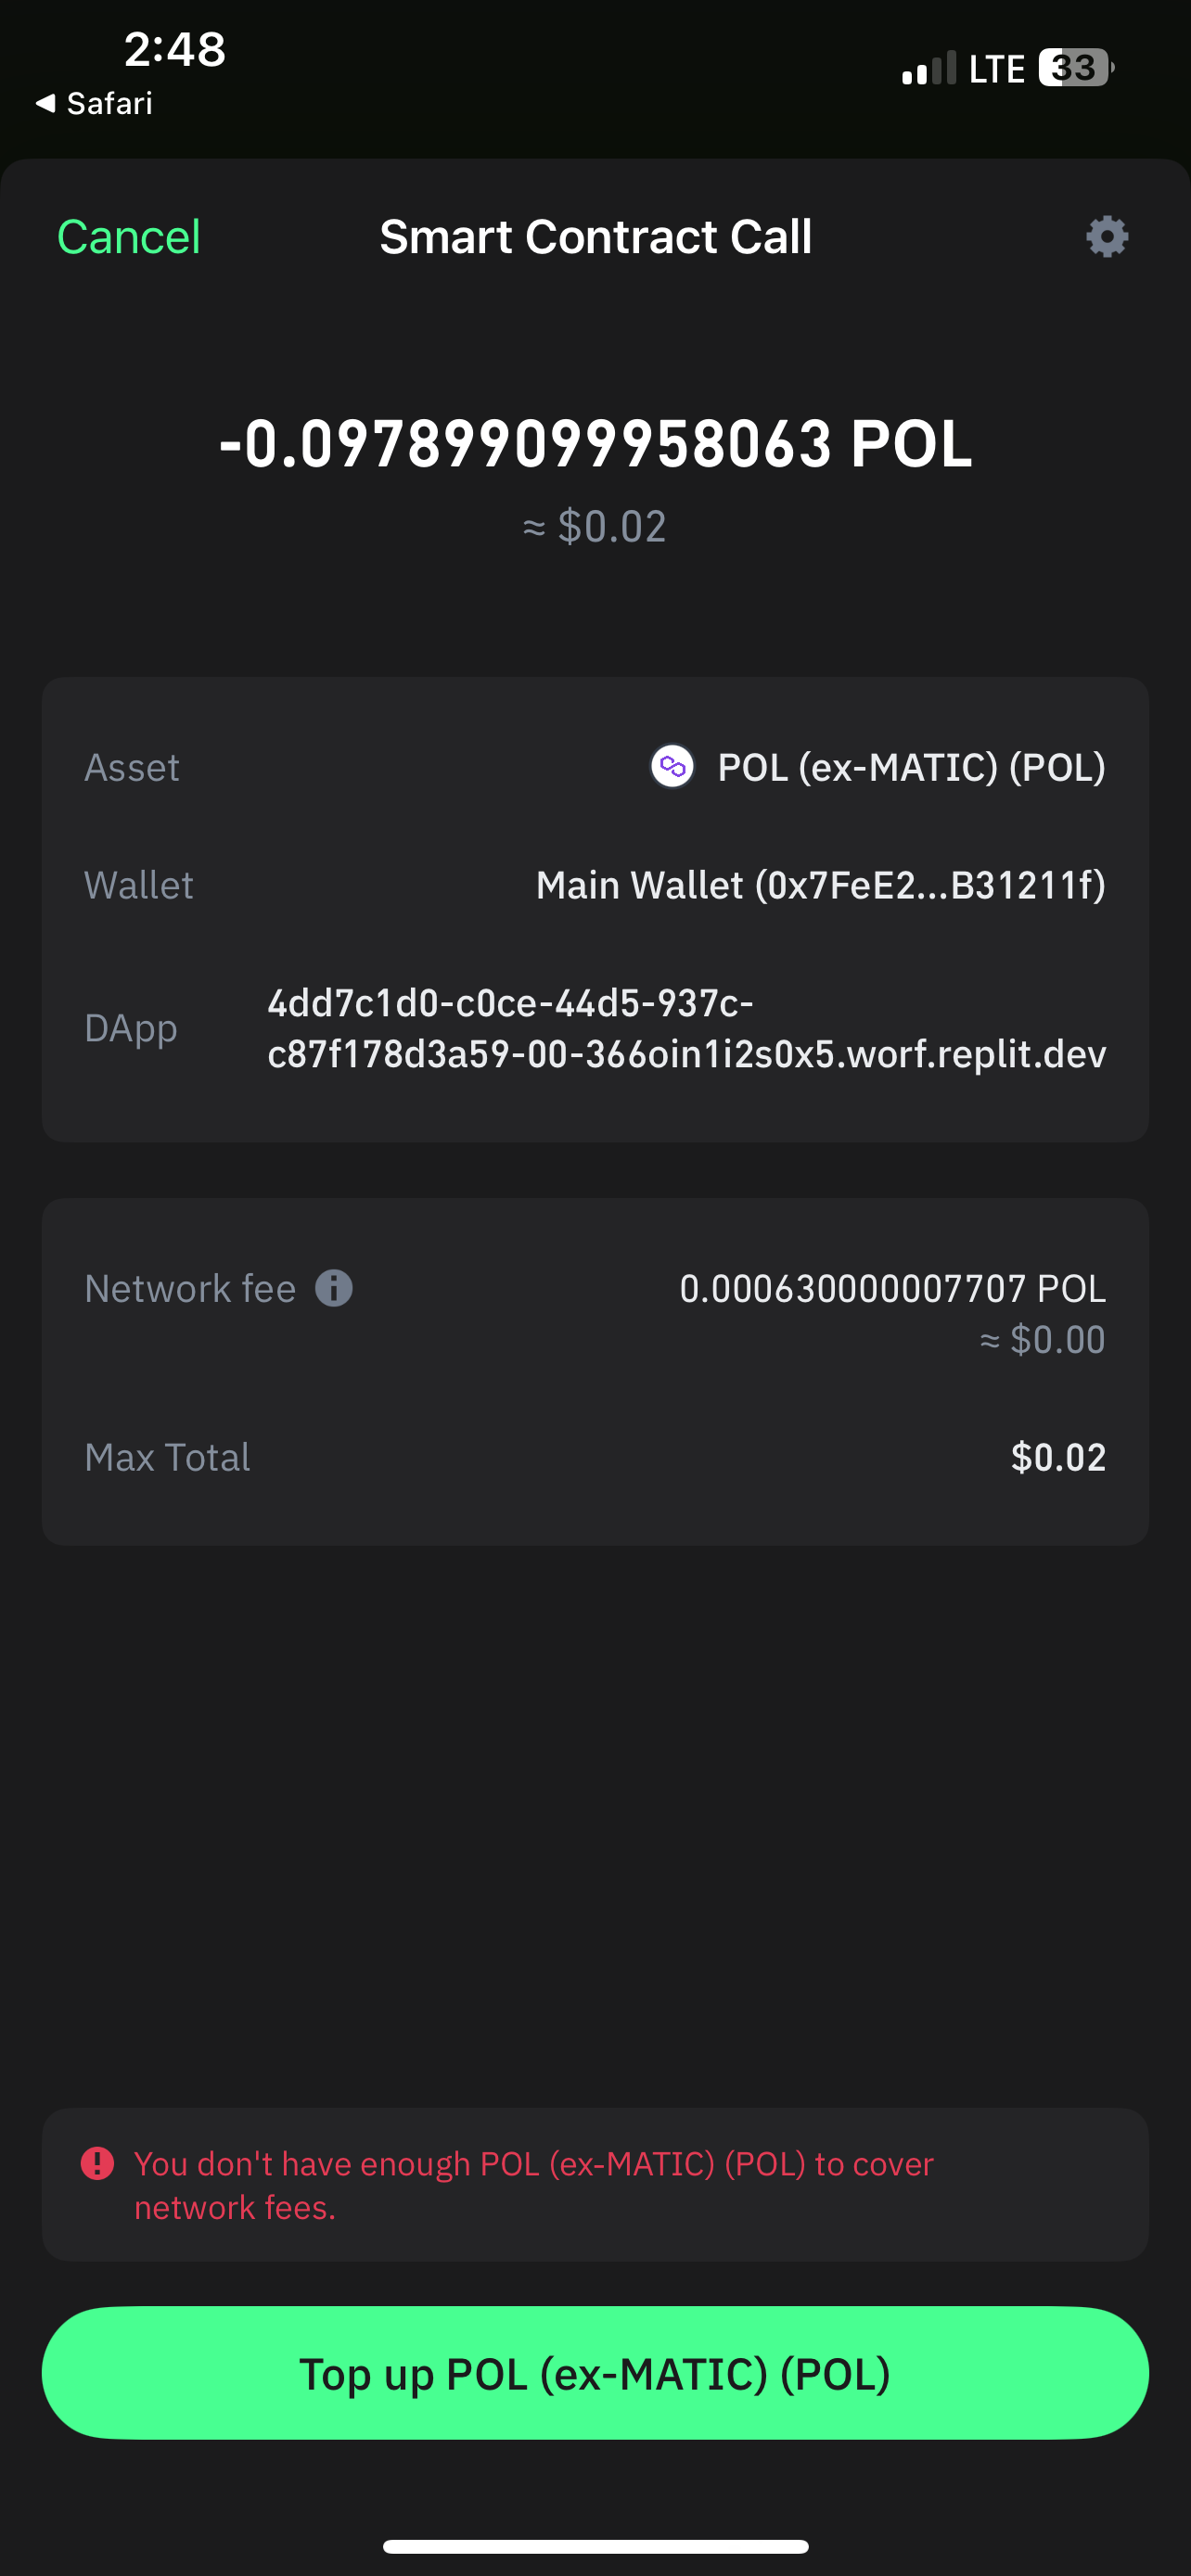 2:48
LTE 33
Safari
Cancel
Smart Contract Call
-0.097899099958063 POL
≈ $0.02
Asset
POL (ex-MATIC) (POL)
Wallet
Main Wallet (0x7FeE2...B31211f)
DApp
4dd7c1d0-c0ce-44d5-937c-
c87f178d3a59-00-366oin1i2s0x5.worf.replit.dev
Network fee
0.000630000007707 POL
≈ $0.00
Max Total
$0.02
You don't have enough POL (ex-MATIC) (POL) to cover
network fees.
Top up POL (ex-MATIC) (POL)